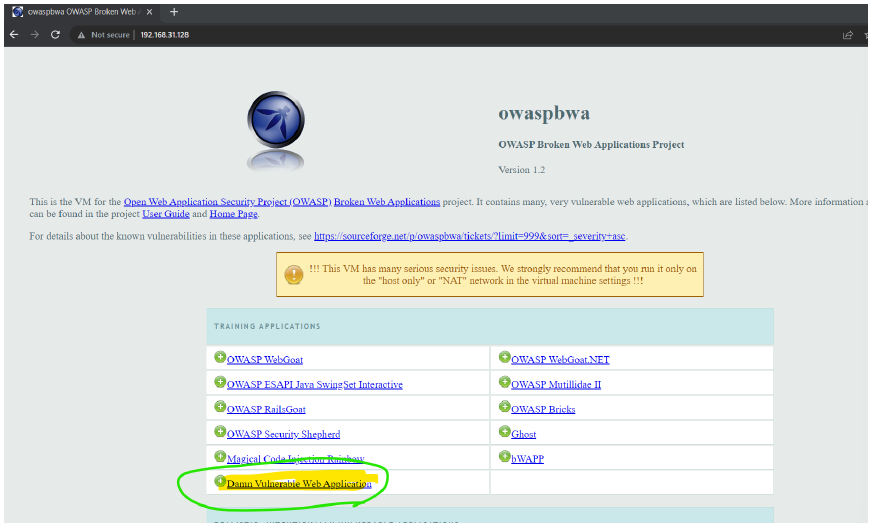 owaspbwa OWASP Broken Web
Not secure | 192.168.31.128
owaspbwa
OWASP Broken Web Applications Project
Version 1.2
This is the VM for the Open Web Application Security Project (OWASP) Broken Web Applications project. It contains many, very vulnerable web applications, which are listed below. More information
can be found in the project User Guide and Home Page.
For details about the known vulnerabilities in these applications, see https://sourceforge.net/p/owaspbwa/tickets/?limit=999&sort=_severity+asc.
!!! This VM has many serious security issues. We strongly recommend that you run it only on
the "host only" or "NAT" network in the virtual machine settings !!!
TRAINING APPLICATIONS
OWASP WebGoat
OWASP WebGoat.NET
OWASP ESAPI Java SwingSet Interactive
OWASP Mutillidae II
OWASP RailsGoat
OWASP Bricks
OWASP Security Shepherd
Ghost
Magical Code Injection Rainbow
bWAPP
Damn Vulnerable Web Application